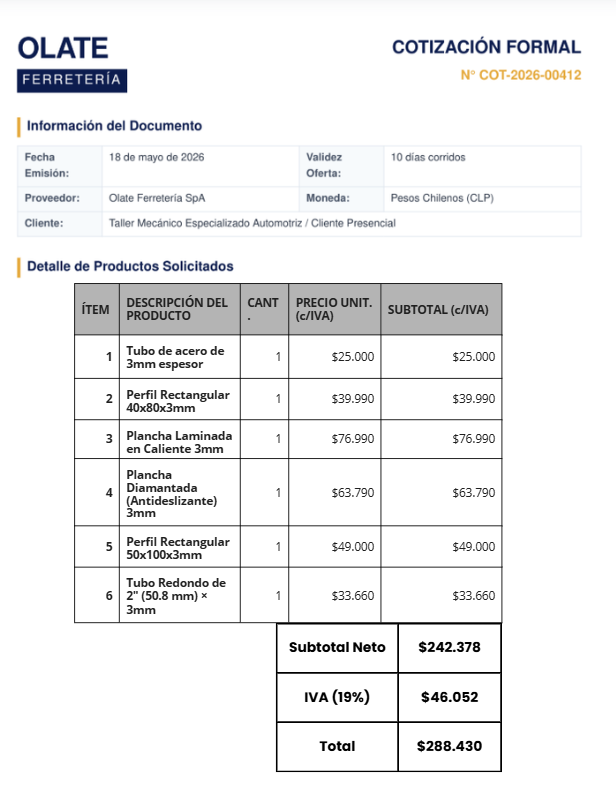 OLATE
FERRETERÍA
COTIZACIÓN FORMAL
N° COT-2026-00412
Información del Documento
Fecha Emisión: 18 de mayo de 2026 Validez Oferta: 10 días corridos
Proveedor: Olate Ferretería SpA Moneda: Pesos Chilenos (CLP)
Cliente: Taller Mecánico Especializado Automotriz / Cliente Presencial
Detalle de Productos Solicitados
ÍTEM DESCRIPCIÓN DEL PRODUCTO CANT. PRECIO UNIT. (c/IVA) SUBTOTAL (c/IVA)
1 Tubo de acero de 3mm espesor 1 $25.000 $25.000
2 Perfil Rectangular 40x80x3mm 1 $39.990 $39.990
3 Plancha Laminada en Caliente 3mm 1 $76.990 $76.990
4 Plancha Diamantada (Antideslizante) 3mm 1 $63.790 $63.790
5 Perfil Rectangular 50x100x3mm 1 $49.000 $49.000
6 Tubo Redondo de 2" (50.8 mm) × 3mm 1 $33.660 $33.660
Subtotal Neto $242.378
IVA (19%) $46.052
Total $288.430